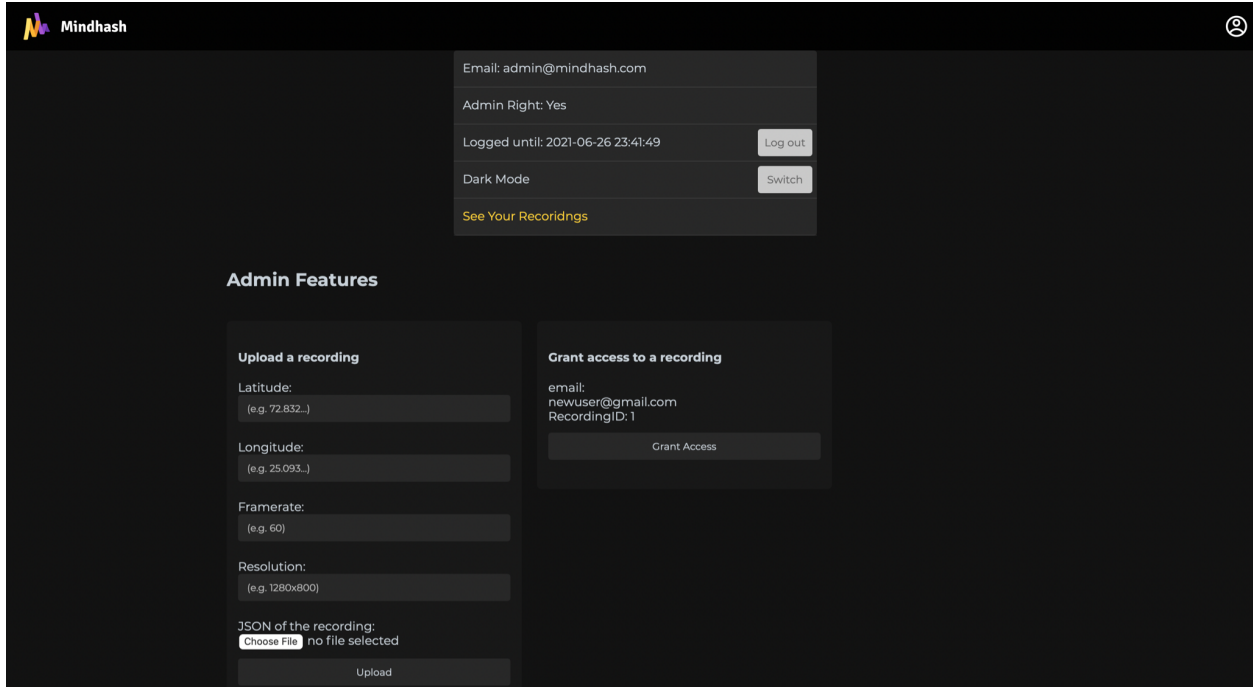 Mindhash
Email: admin@mindhash.com
Admin Right: Yes
Logged until: 2021-06-26 23:41:49
Log out
Dark Mode
Switch
See Your Recoridngs
Admin Features
Upload a recording
Latitude:
(e.g. 72.832...)
Longitude:
(e.g. 25.093...)
Framerate:
(e.g. 60)
Resolution:
(e.g. 1280x800)
JSON of the recording:
Choose File no file selected
Upload
Grant access to a recording
email:
newuser@gmail.com
RecordingID: 1
Grant Access